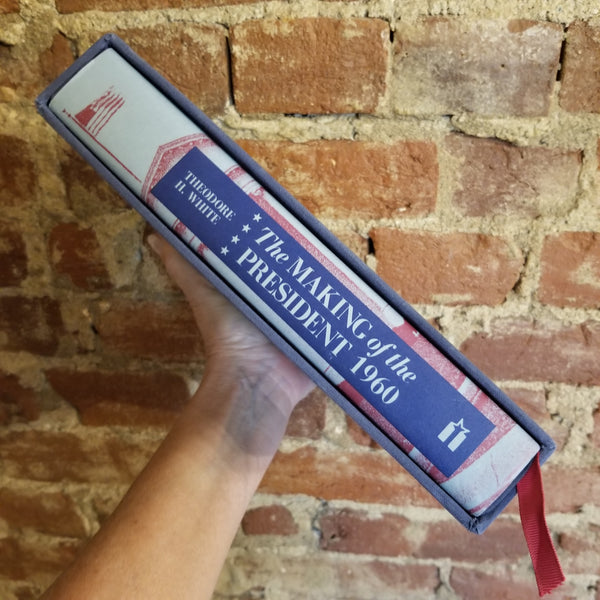 THEODORE
H. WHITE
The MAKING of the
PRESIDENT 1960